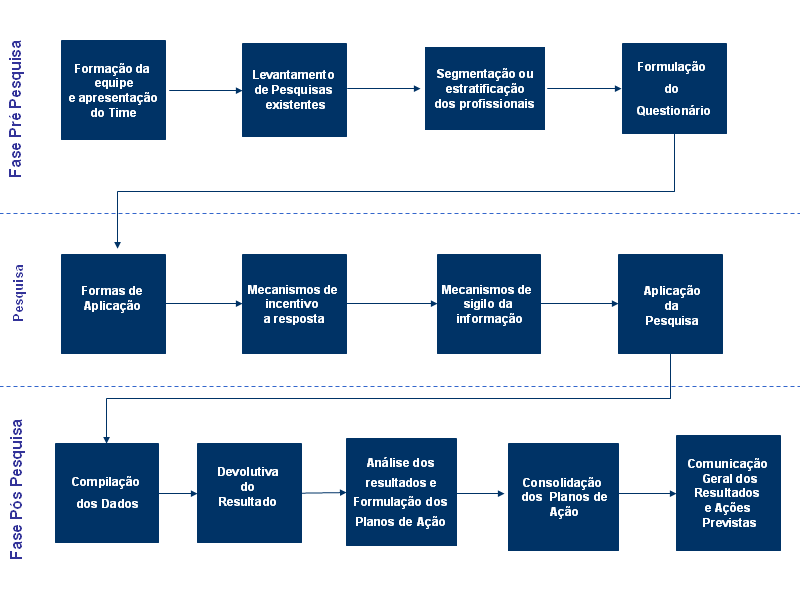 Fase Pré Pesquisa
Formação da
equipe
e apresentação
do Time
Levantamento
de Pesquisas
existentes
Segmentação ou
estratificação
dos profissionais
Formulação
do
Questionário
Pesquisa
Formas de
Aplicação
Mecanismos de
incentivo
a resposta
Mecanismos de
sigilo da
informação
Aplicação
da
Pesquisa
Fase Pós Pesquisa
Compilação
dos Dados
Devolutiva
do
Resultado
Análise dos
resultados e
Formulação dos
Planos de Ação
Consolidação
dos Planos de
Ação
Comunicação
Geral dos
Resultados
e Ações
Previstas